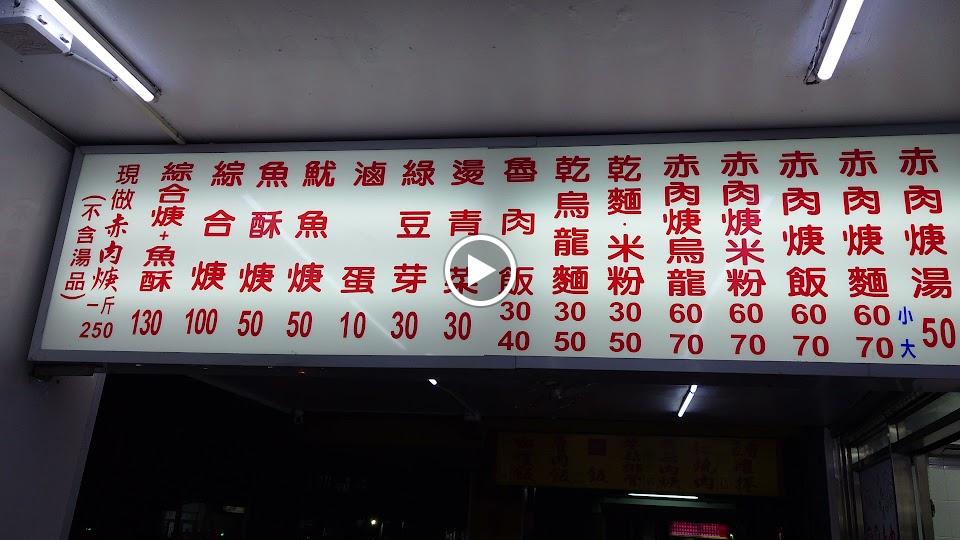 赤肉焿湯 50
小 大
赤肉焿麵 60 70
赤肉焿飯 60 70
赤肉焿米粉 60 70
赤肉焿烏龍 60 70
乾麵·米粉 30 50
乾烏龍麵 30 50
魯肉飯 30 40
燙青菜 30
綠豆芽 30
滷蛋 10
魷魚焿 50
魚酥焿 50
綜合焿 100
綜合焿+魚酥 130
現做赤肉焿一斤 250
(不含湯品)